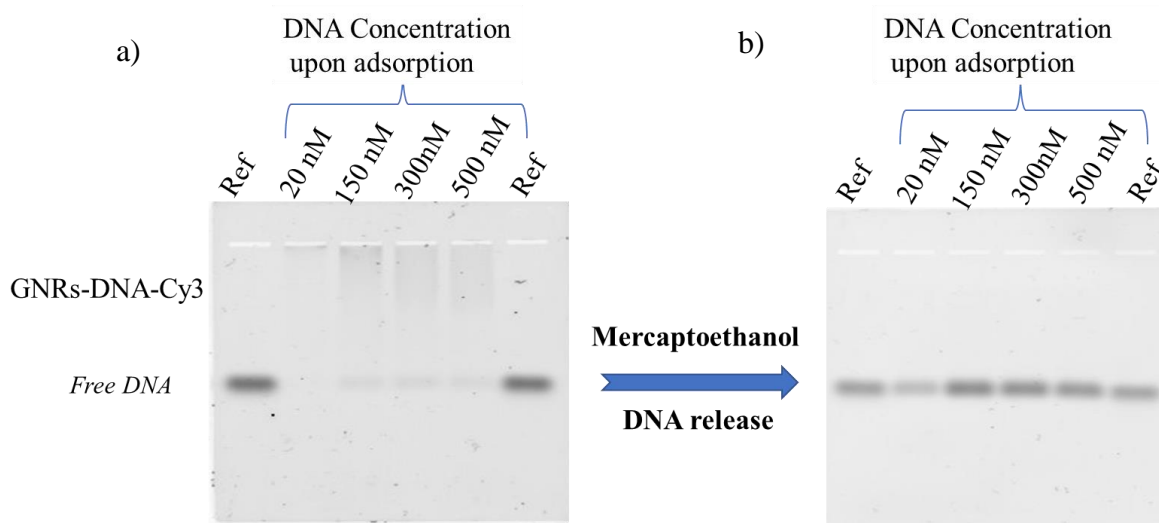 a)
DNA Concentration
upon adsorption
Ref
20 nM
150 nM
300nM
500 nM
Ref
GNRs-DNA-Cy3
Free DNA
Mercaptoethanol
DNA release
b)
DNA Concentration
upon adsorption
Ref
20 nM
150 nM
300nM
500 nM
Ref